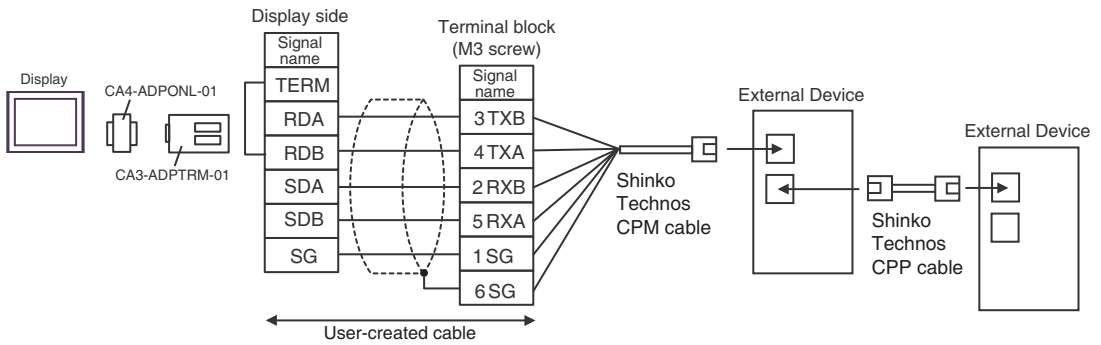 Display
CA4-ADPONL-01
CA3-ADPTRM-01
Display side
Signal
name
TERM
RDA
RDB
SDA
SDB
SG
Terminal block
(M3 screw)
Signal
name
3 TXB
4 TXA
2 RXB
5 RXA
1 SG
6 SG
User-created cable
Shinko
Technos
CPM cable
External Device
Shinko
Technos
CPP cable
External Device